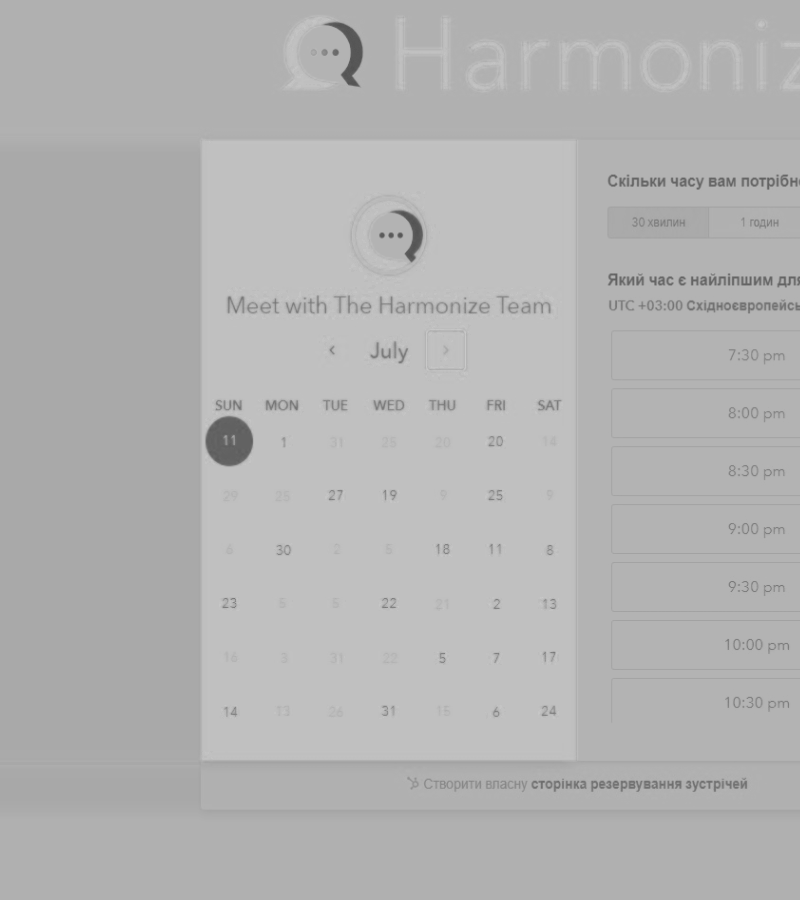 Harmoniz
Meet with The Harmonize Team
July
SUN MON TUE WED THU FRI SAT
11 1 31 25 20 20 14
29 25 27 19 9 25 9
6 30 2 5 18 11 8
23 5 6 22 21 2 13
16 3 31 22 5 7 17
14 13 26 31 15 6 24
Скільки часу вам потрібно
30 хвилин 1 годин
Який час є найліпшим для
UTC +03:00 Східноєвропейсь
7:30 pm
8:00 pm
8:30 pm
9:00 pm
9:30 pm
10:00 pm
10:30 pm
Створити власну сторінка резервування зустрічей